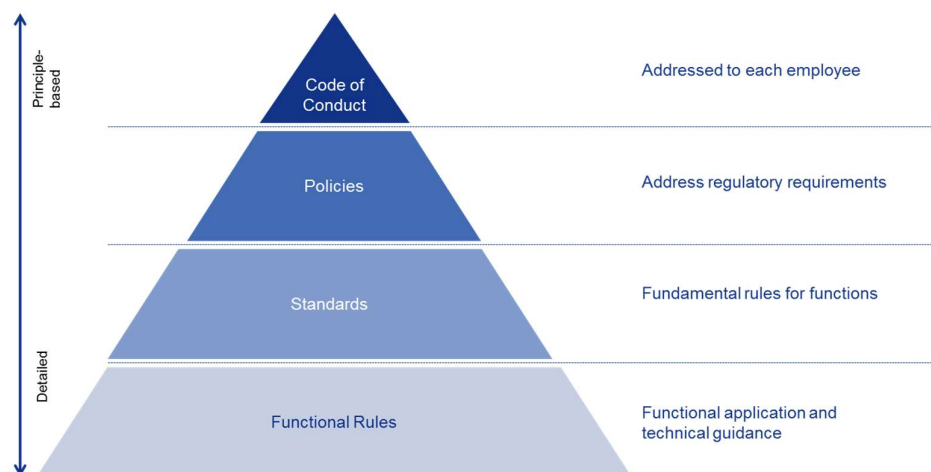 Principle-
based
Code of
Conduct
Addressed to each employee
Policies
Address regulatory requirements
Standards
Fundamental rules for functions
Detailed
Functional Rules
Functional application and
technical guidance